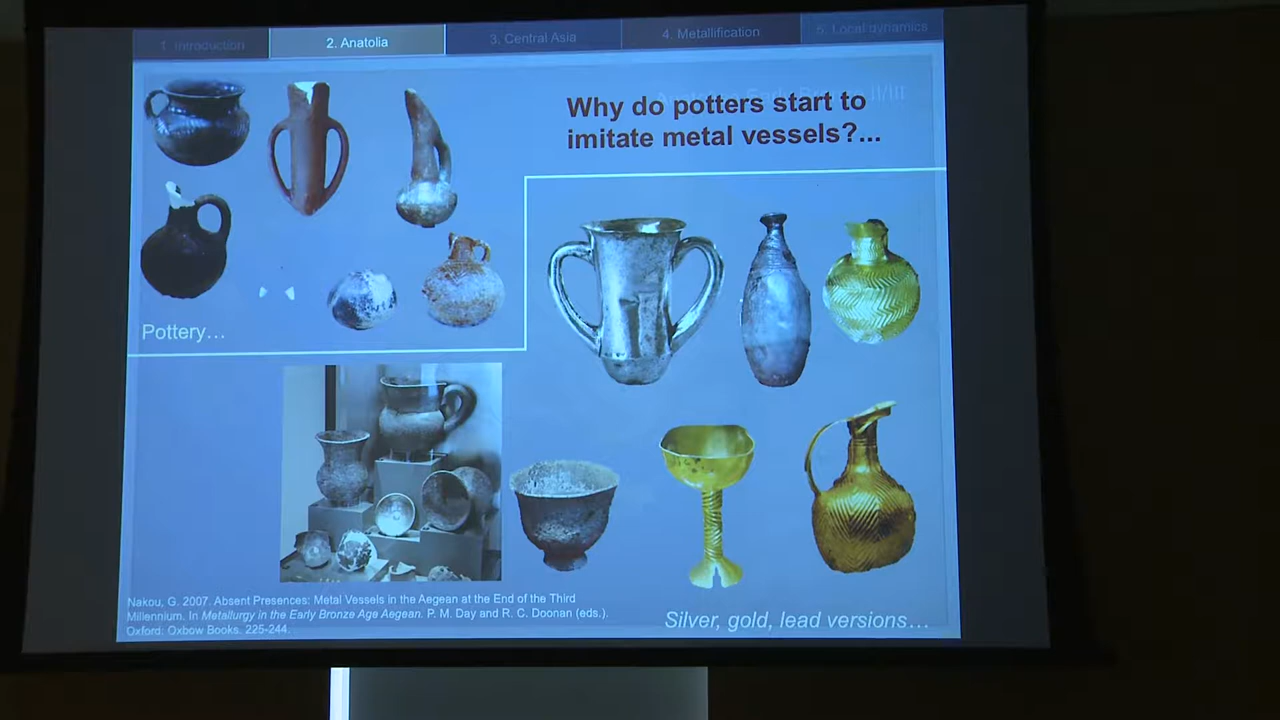 1. Introduction
2. Anatolia
3. Central Asia
4. Metallification
5. Local dynamics
Why do potters start to
imitate metal vessels?...
Pottery...
Nakou, G. 2007. Absent Presences: Metal Vessels in the Aegean at the End of the Third
Millennium. In Metallurgy in the Early Bronze Age Aegean. P. M. Day and R. C. Doonan (eds.).
Oxford: Oxbow Books. 225-244.
Silver, gold, lead versions...